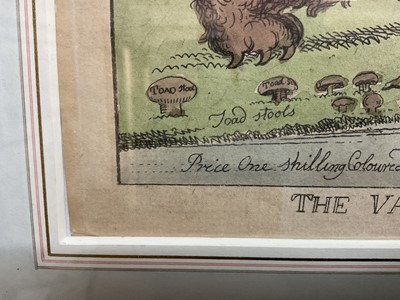 TOAD STOOL
TOAD St
Toad stools
Price One Shilling Coloured
THE VA